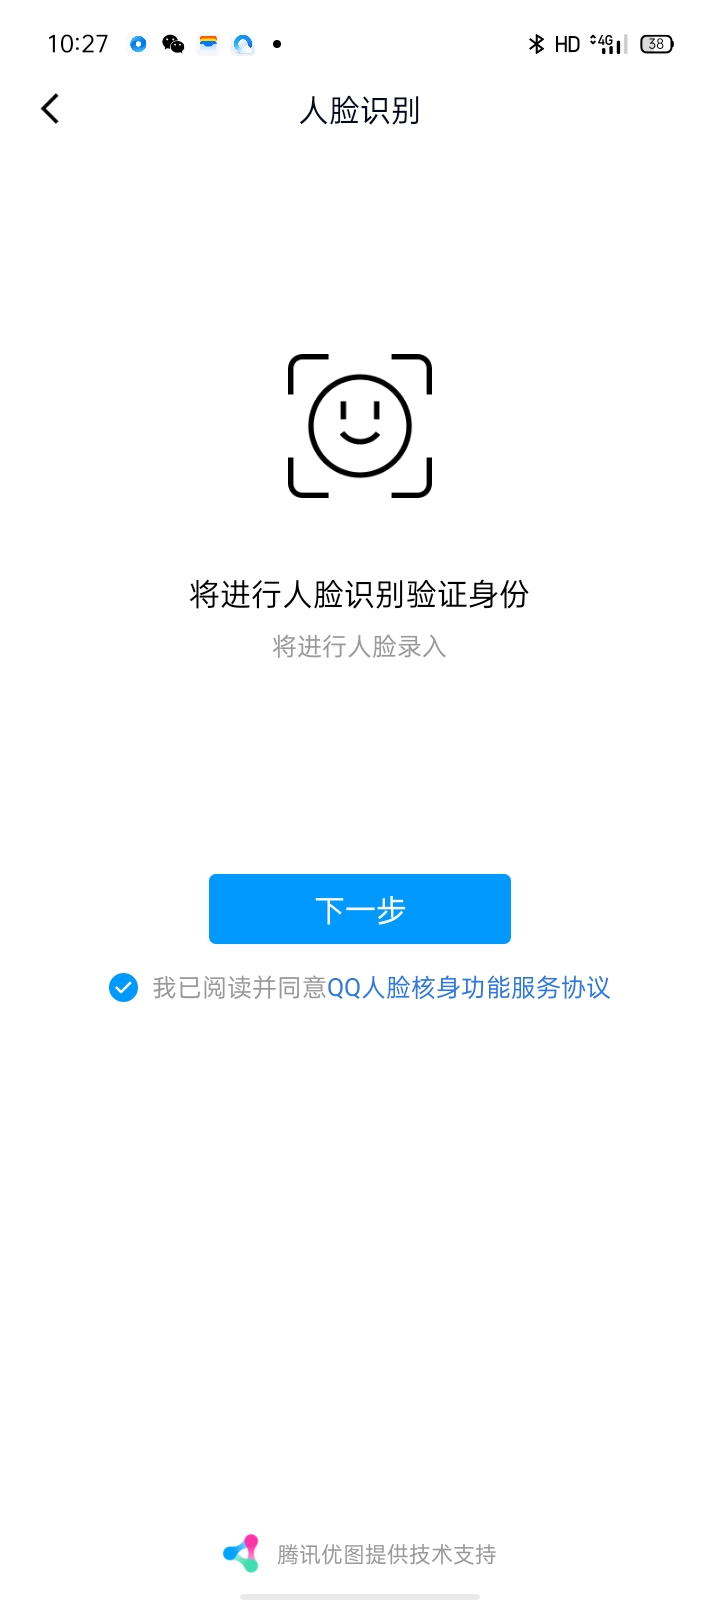 10:27 HD 4G 38
人脸识别
将进行人脸识别验证身份
将进行人脸录入
下一步
我已阅读并同意QQ人脸核身功能服务协议
腾讯优图提供技术支持